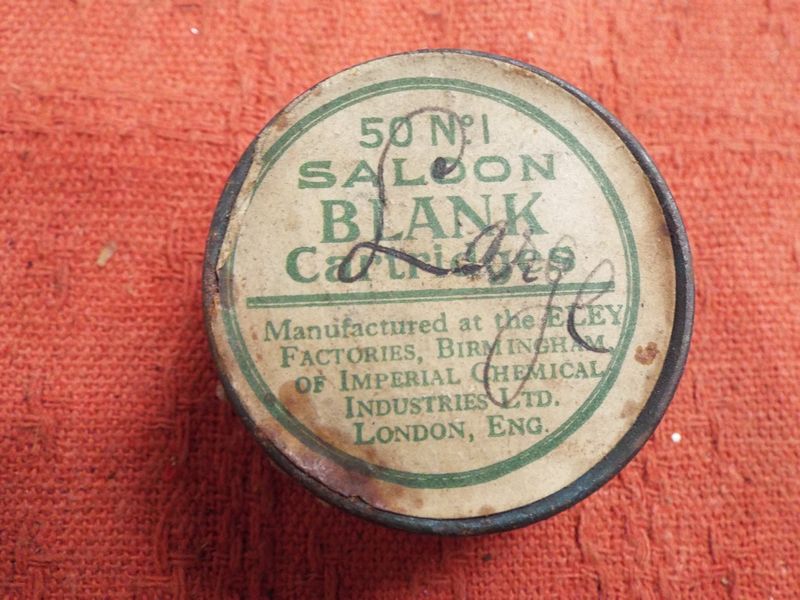 50 Nº 1
SALOON
BLANK
Cartridges
Manufactured at the ELEY
FACTORIES, BIRMINGHAM,
OF IMPERIAL CHEMICAL
INDUSTRIES LTD.
LONDON, ENG.